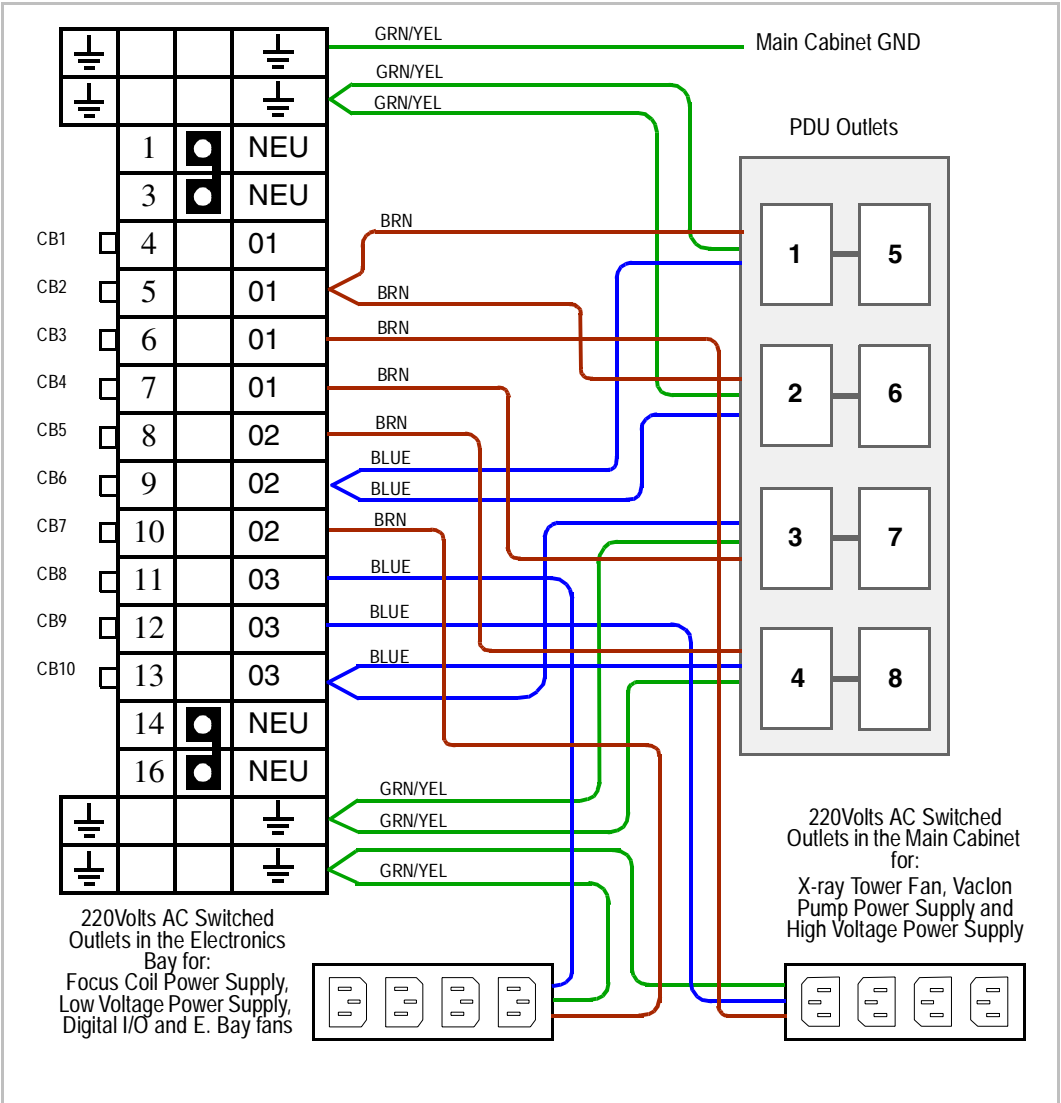 GRN/YEL
Main Cabinet GND
GRN/YEL
GRN/YEL
PDU Outlets
1 NEU
3 NEU
CB1 4 01
BRN
CB2 5 01
BRN
CB3 6 01
BRN
CB4 7 01
BRN
CB5 8 02
BRN
CB6 9 02
BLUE
BLUE
CB7 10 02
BRN
CB8 11 03
BLUE
CB9 12 03
BLUE
CB10 13 03
BLUE
14 NEU
16 NEU
1 5
2 6
3 7
4 8
GRN/YEL
GRN/YEL
GRN/YEL
220Volts AC Switched
Outlets in the Electronics
Bay for:
Focus Coil Power Supply,
Low Voltage Power Supply,
Digital I/O and E. Bay fans
220Volts AC Switched
Outlets in the Main Cabinet
for:
X-ray Tower Fan, VacIon
Pump Power Supply and
High Voltage Power Supply